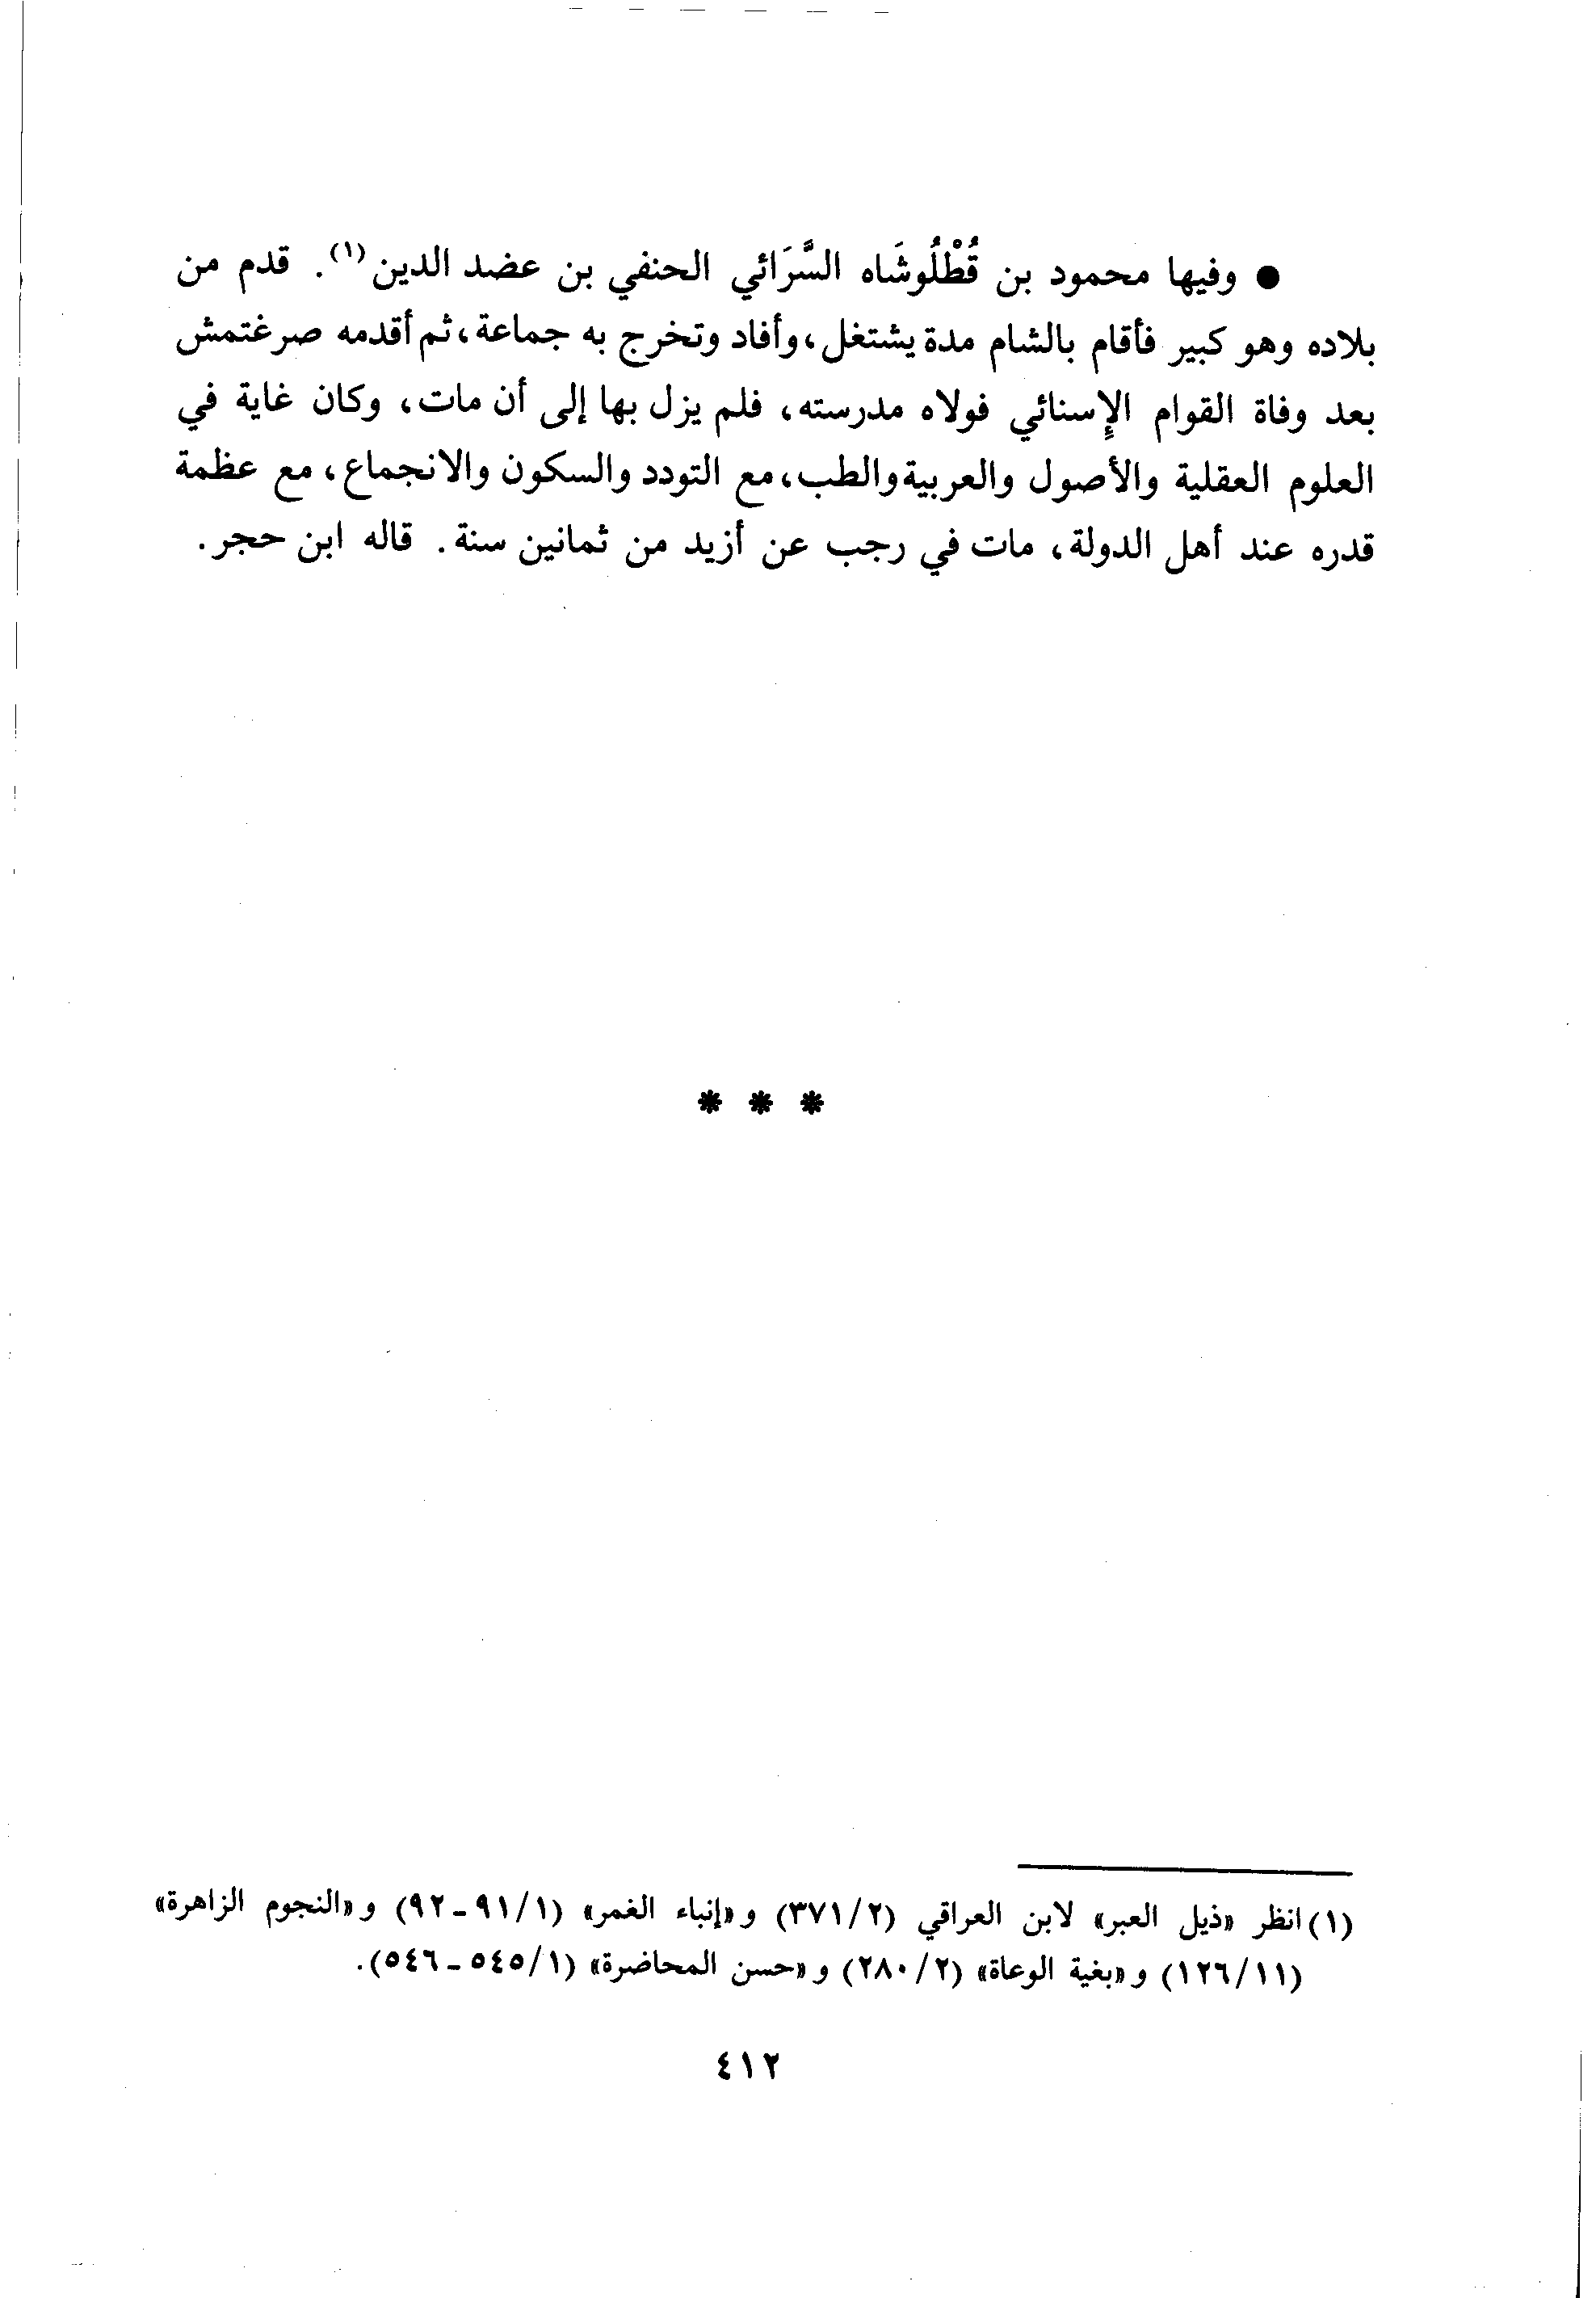 ● وفيها محمود بن قُطْلُوشَاه السَّرَائي الحنفي بن عضد الدين(١). قدم من
بلاده وهو كبير فأقام بالشام مدة يشتغل، وأفاد وتخرج به جماعة، ثم أقدمه صرغتمش
بعد وفاة القوام الإسنائي فولاه مدرسته، فلم يزل بها إلى أن مات، وكان غاية في
العلوم العقلية والأصول والعربية والطب، مع التودد والسكون والانجماع، مع عظمة
قدره عند أهل الدولة، مات في رجب عن أزيد من ثمانين سنة. قاله ابن حجر.
* * *
(١) انظر «ذيل العبر» لابن العراقي (٢/ ٣٧١) و«إنباء الغمر» (١/ ٩١ ـ ٩٢) و«النجوم الزاهرة»
(١١/ ١٢٦) و«بغية الوعاة» (٢/ ٢٨٠) و«حسن المحاضرة» (١/ ٥٤٥ ـ ٥٤٦).
٤١٢